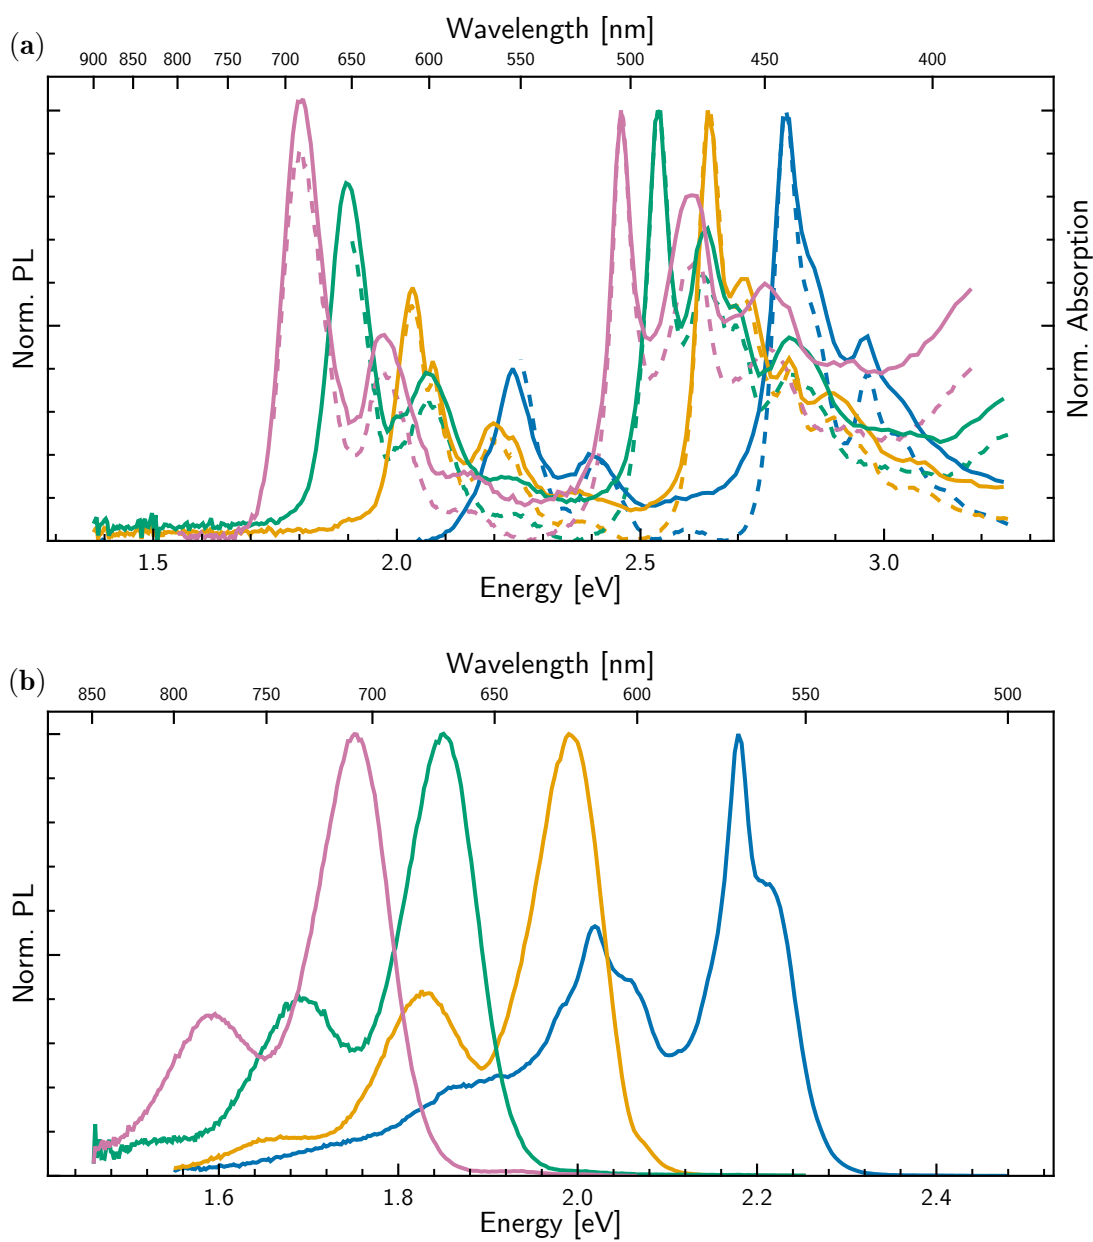 Wavelength [nm]
(a)
900 850 800 750 700 650 600 550 500 450 400
Norm. PL
Norm. Absorption
1.5 2.0 2.5 3.0
Energy [eV]
Wavelength [nm]
(b)
850 800 750 700 650 600 550 500
Norm. PL
1.6 1.8 2.0 2.2 2.4
Energy [eV]